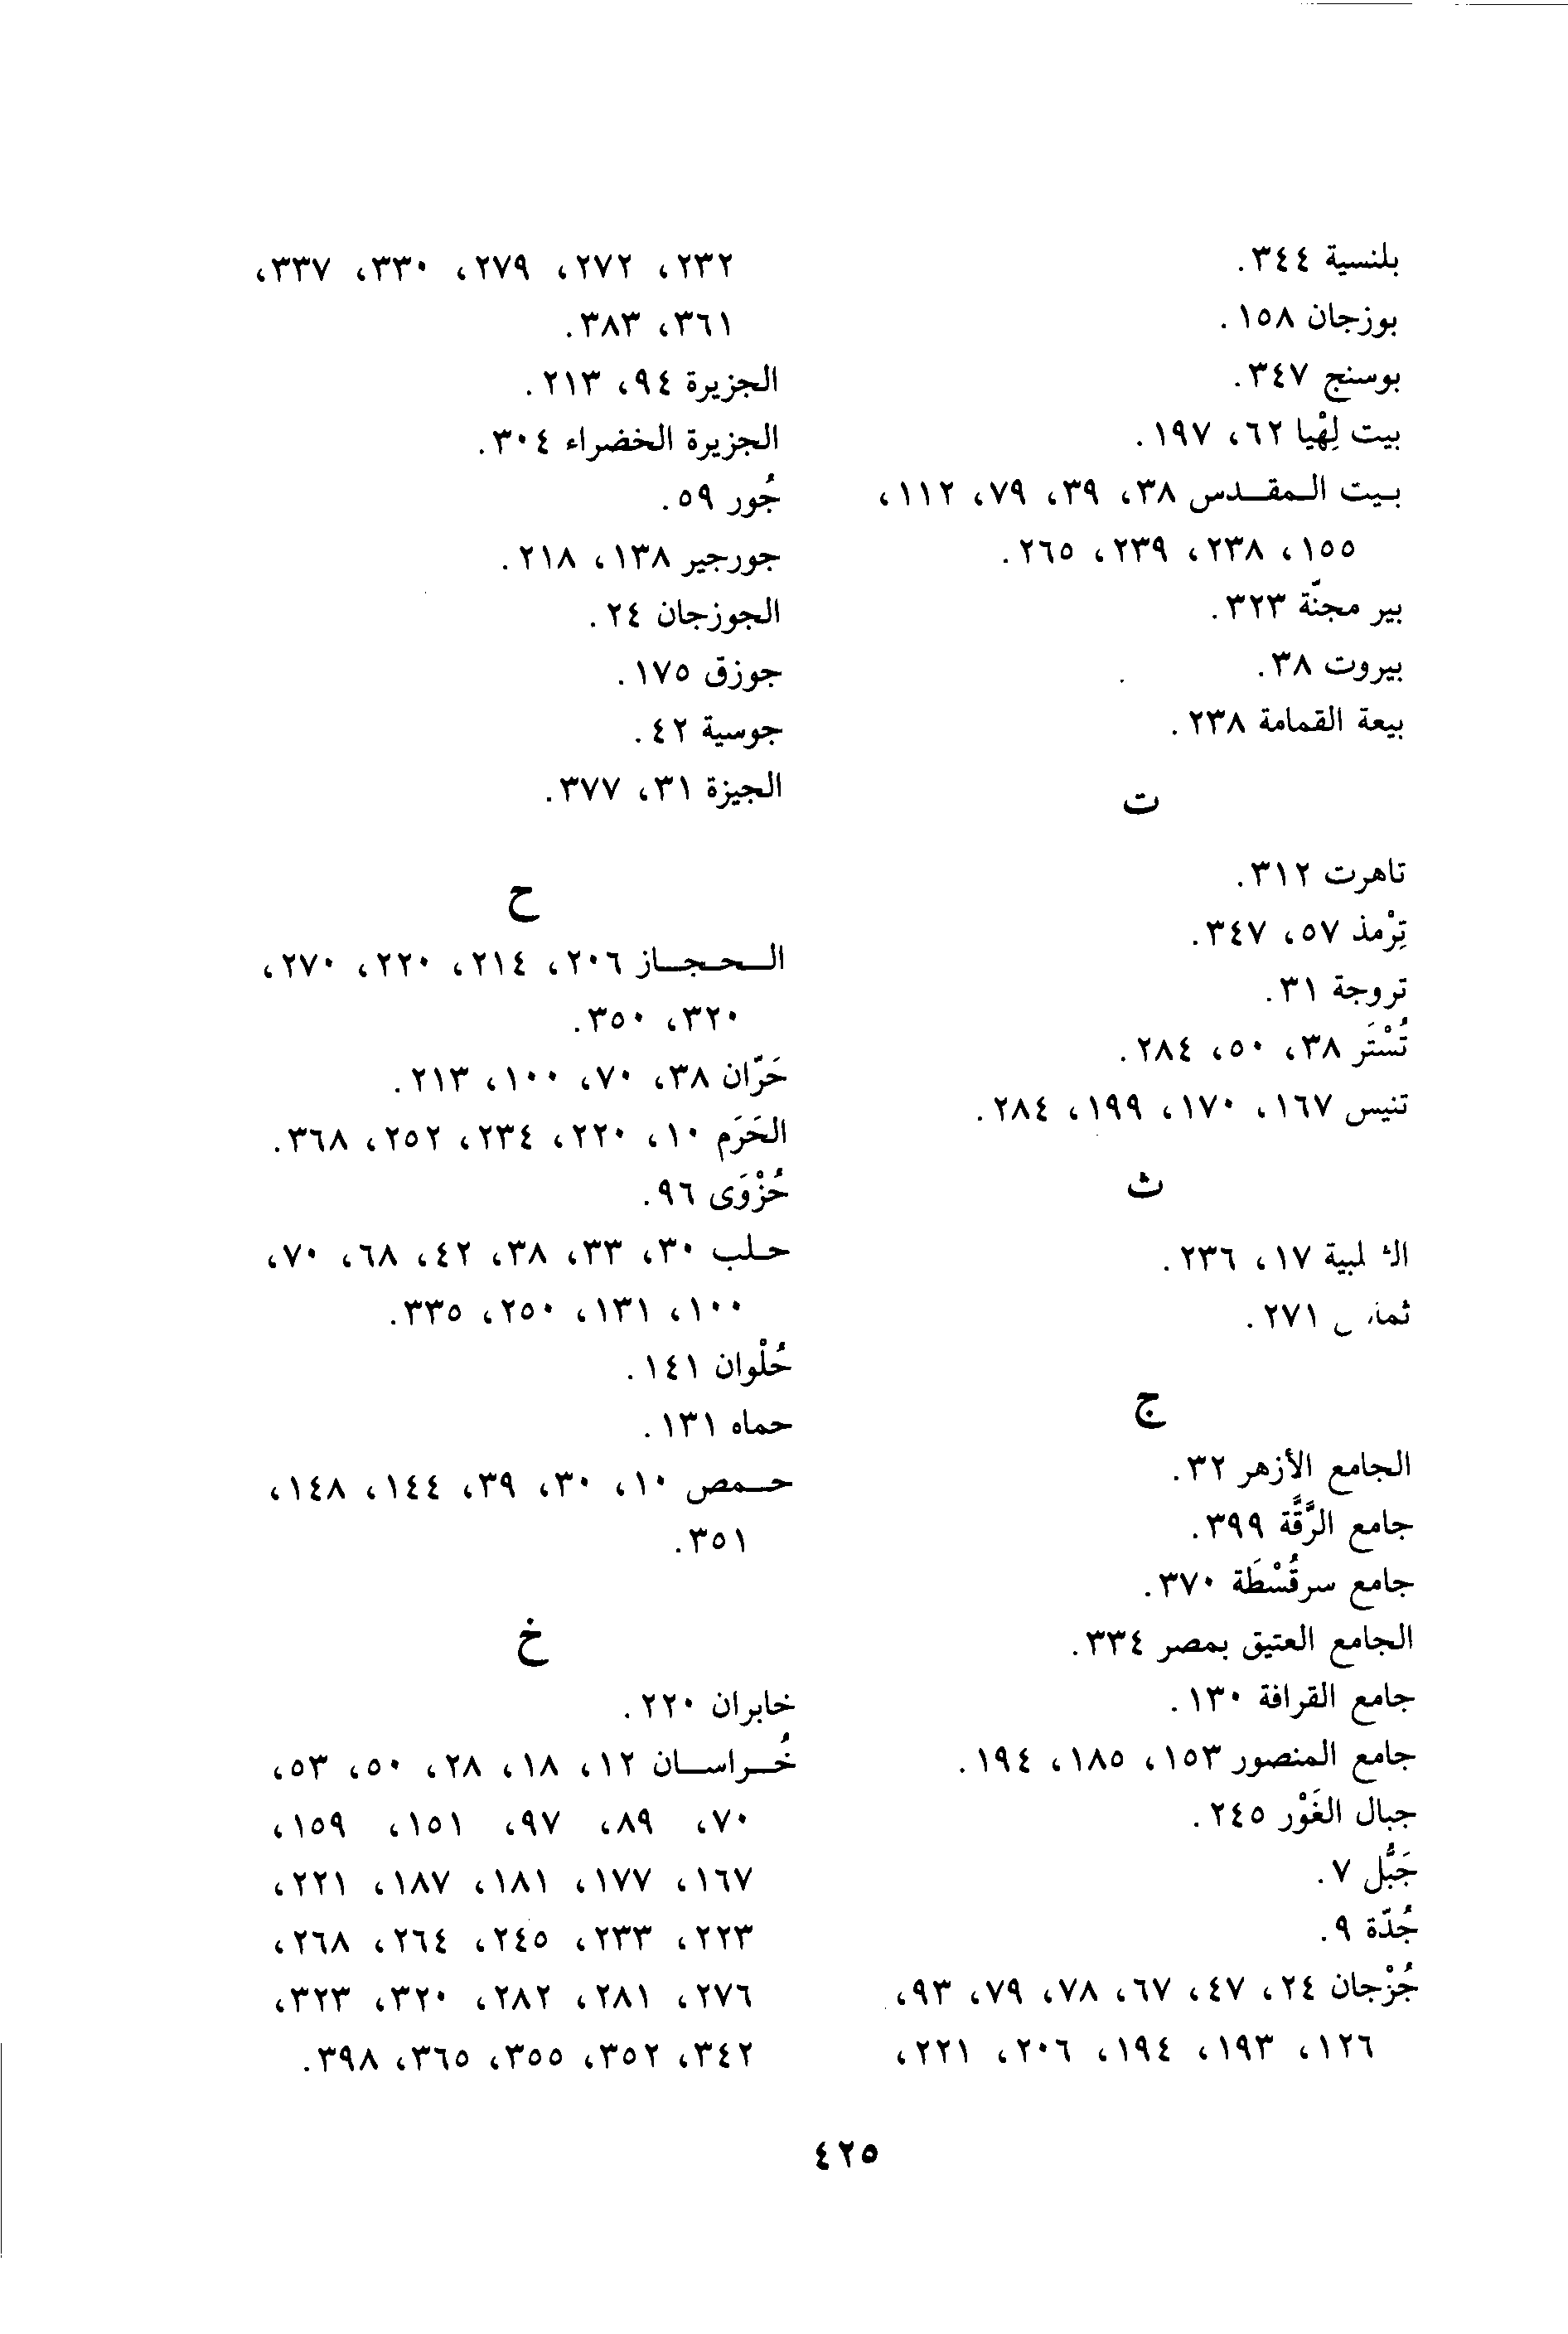 بلنسية ٣٤٤.
بوزجان ١٥٨.
بوسنج ٣٤٧.
بيت لِهْيا ٦٢، ١٩٧.
بيت المقدس ٣٨، ٣٩، ٧٩، ١١٢،
١٥٥، ٢٣٨، ٢٣٩، ٢٦٥.
بير مجنّة ٣٢٣.
بيروت ٣٨.
بيعة القمامة ٢٣٨.
ت
تاهرت ٣١٢.
تِرْمذ ٥٧، ٣٤٧.
تروجة ٣١.
تُسْتَر ٣٨، ٥٠، ٢٨٤.
تنيس ١٦٧، ١٧٠، ١٩٩، ٢٨٤.
ث
١٧، ٢٣٦.
٢٧١.
ج
الجامع الأزهر ٣٢.
جامع الرَّقَّة ٣٩٩.
جامع سرقُسْطَة ٣٧٠.
الجامع العتيق بمصر ٣٣٤.
جامع القرافة ١٣٠.
جامع المنصور ١٥٣، ١٨٥، ١٩٤.
جبال الغَوْر ٢٤٥.
جَبُّل ٧.
جُدّة ٩.
جُزْجان ٢٤، ٤٧، ٦٧، ٧٨، ٧٩، ٩٣،
١٢٦، ١٩٣، ١٩٤، ٢٠٦، ٢٢١،
٢٣٢، ٢٧٢، ٢٧٩، ٣٣٠، ٣٣٧،
٣٦١، ٣٨٣.
الجزيرة ٩٤، ٢١٣.
الجزيرة الخضراء ٣٠٤.
جُور ٥٩.
جورجير ١٣٨، ٢١٨.
الجوزجان ٢٤.
جوزق ١٧٥.
جوسية ٤٢.
الجيزة ٣١، ٣٧٧.
ح
الحجاز ٢٠٦، ٢١٤، ٢٢٠، ٢٧٠،
٣٢٠، ٣٥٠.
حَرّان ٣٨، ٧٠، ١٠٠، ٢١٣.
الحَرَم ١٠، ٢٢٠، ٢٣٤، ٢٥٢، ٣٦٨.
حُزْوَى ٩٦.
حلب ٣٠، ٣٣، ٣٨، ٤٢، ٦٨، ٧٠،
١٠٠، ١٣١، ٢٥٠، ٣٣٥.
حُلْوان ١٤١.
حماه ١٣١.
حمص ١٠، ٣٠، ٣٩، ١٤٤، ١٤٨،
٣٥١.
خ
خابران ٢٢٠.
خُراسان ١٢، ١٨، ٢٨، ٥٠، ٥٣،
٧٠، ٨٩، ٩٧، ١٥١، ١٥٩،
١٦٧، ١٧٧، ١٨١، ١٨٧، ٢٢١،
٢٢٣، ٢٣٣، ٢٤٥، ٢٦٤، ٢٦٨،
٢٧٦، ٢٨١، ٢٨٢، ٣٢٠، ٣٢٣،
٣٤٢، ٣٥٢، ٣٥٥، ٣٦٥، ٣٩٨.
٤٢٥